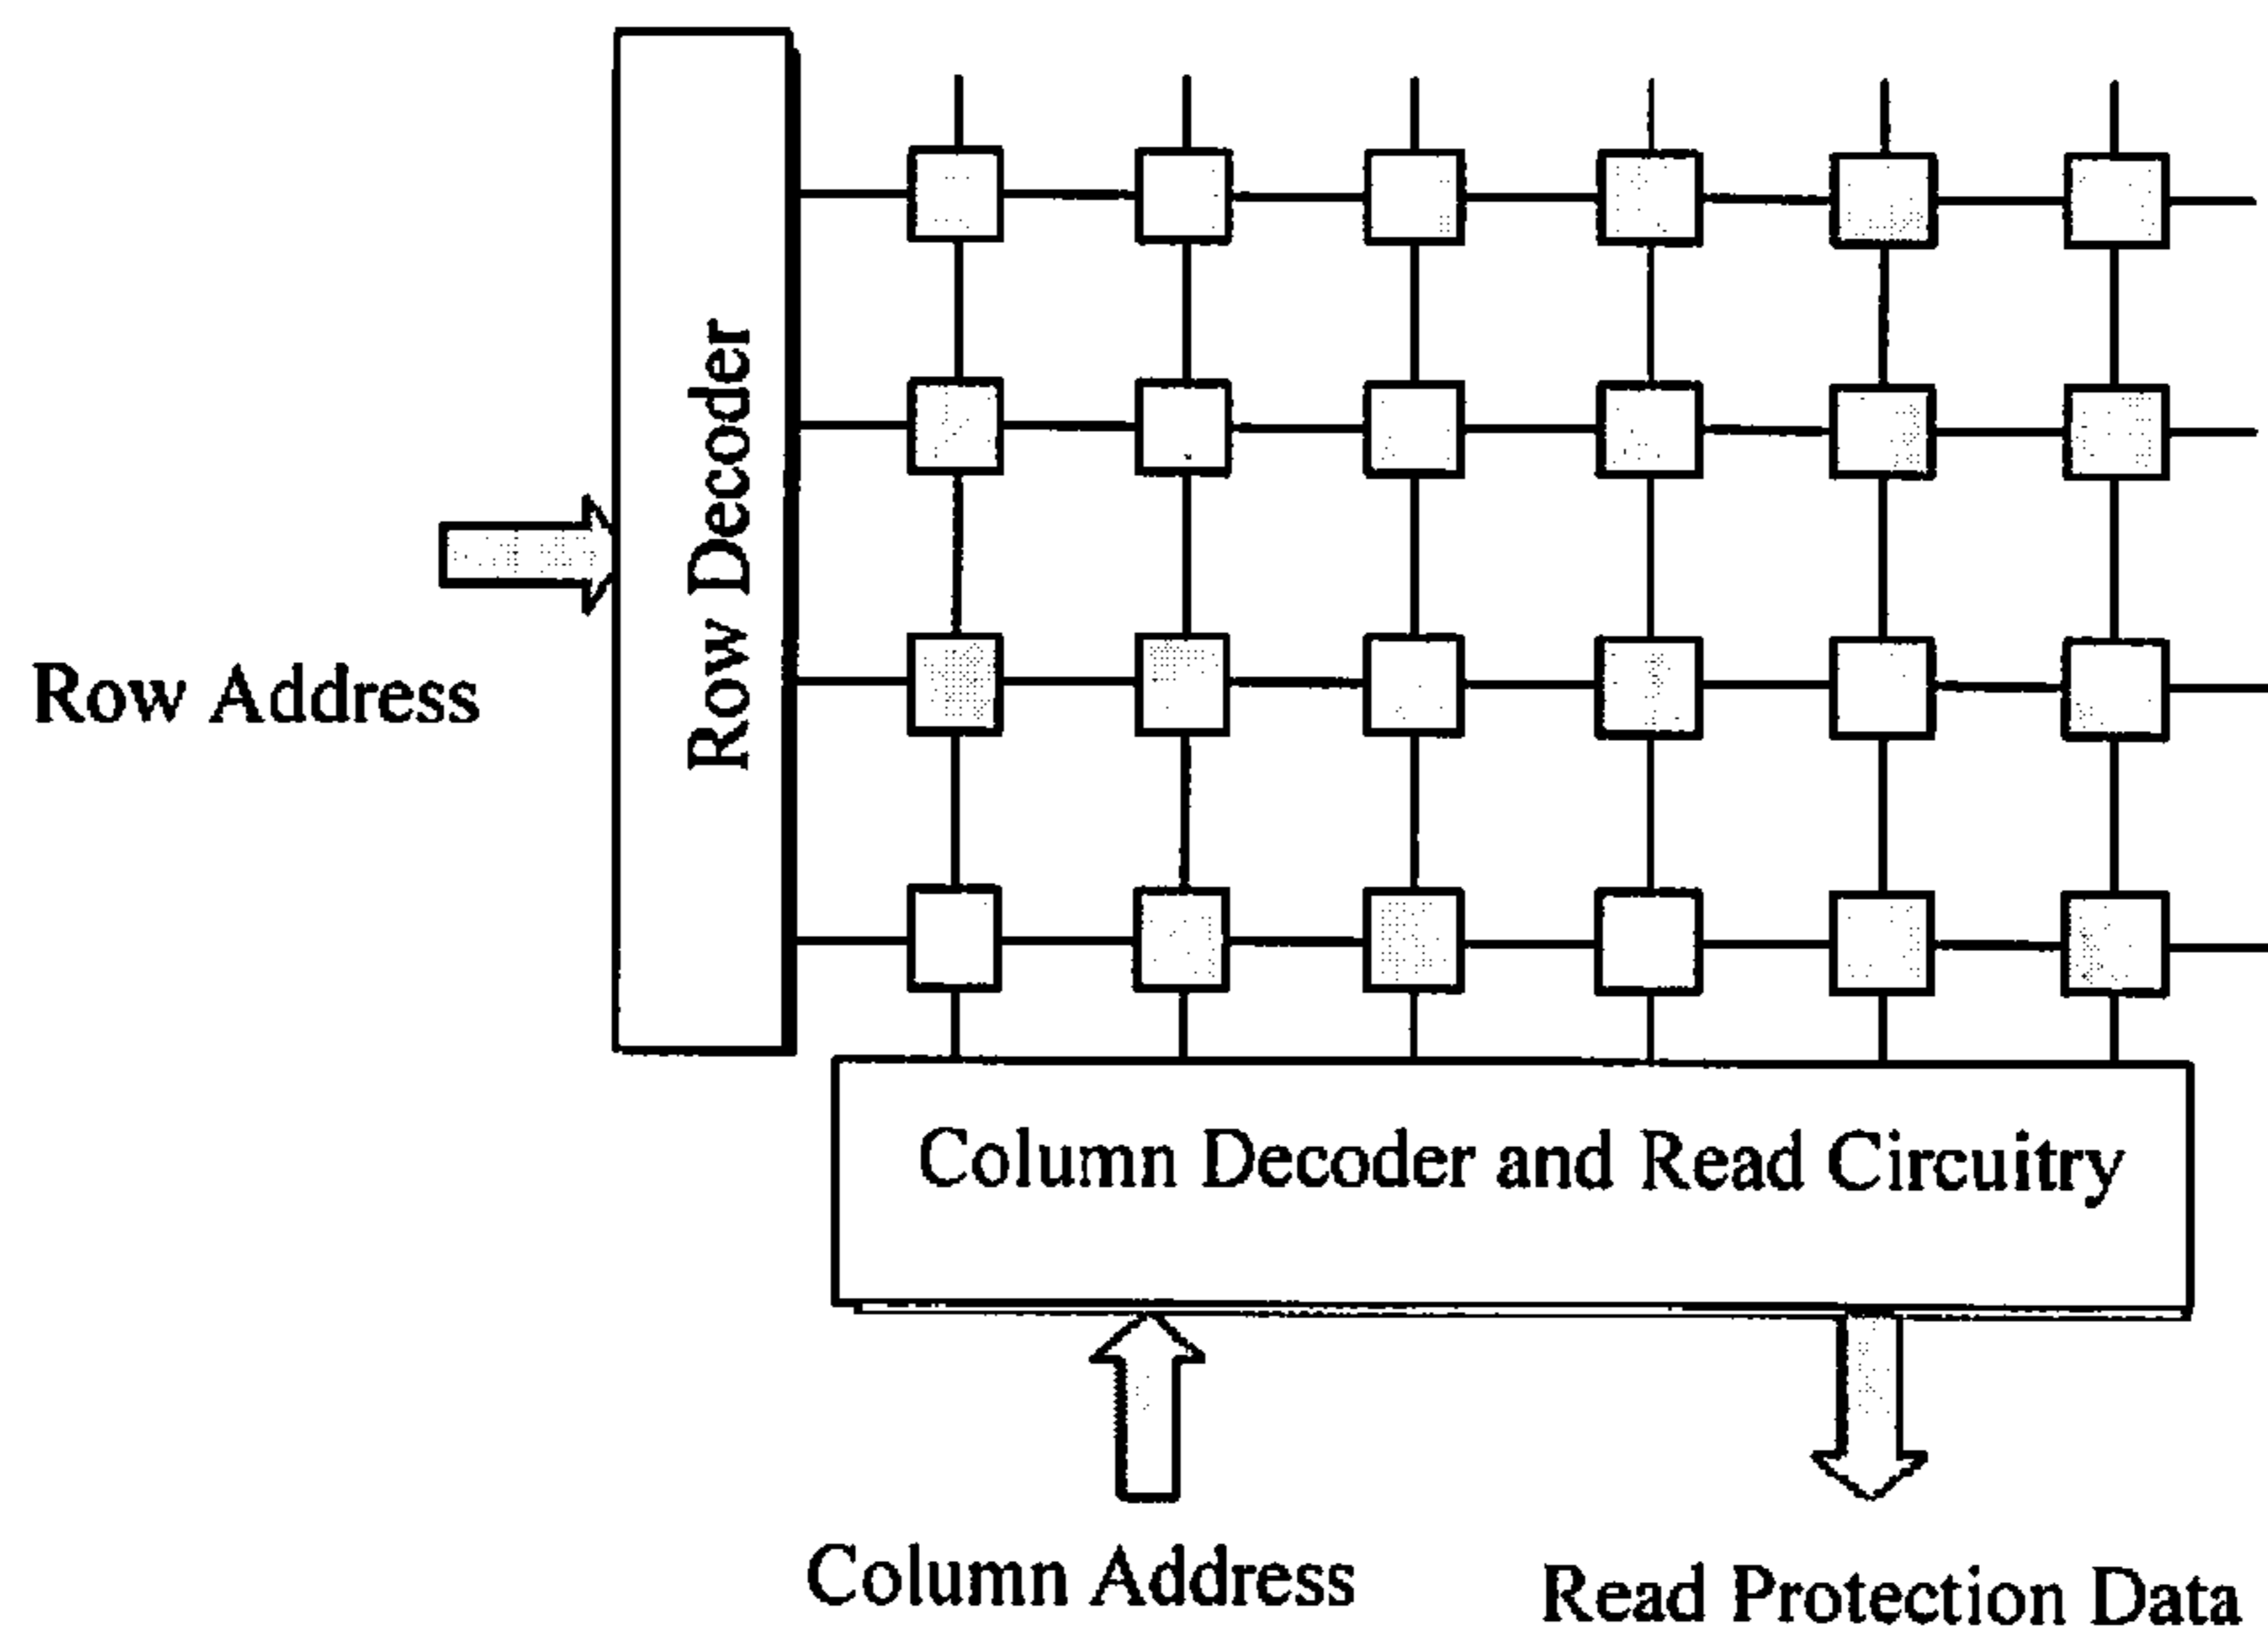 Row Decoder
Row Address
Column Decoder and Read Circuitry
Column Address
Read Protection Data